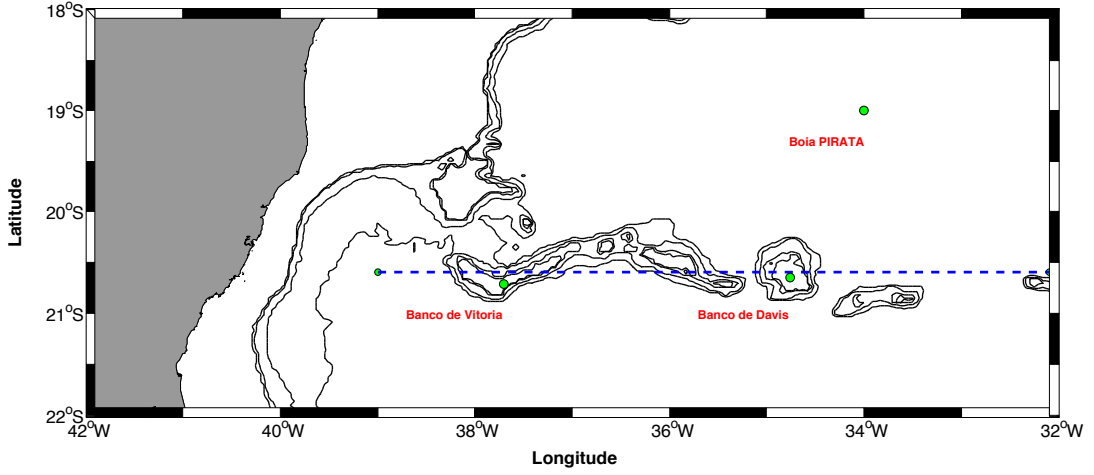 18°S
19°S
Boia PIRATA
Latitude
20°S
21°S
Banco de Vitoria
Banco de Davis
22°S
42°W
40°W
38°W
36°W
34°W
32°W
Longitude